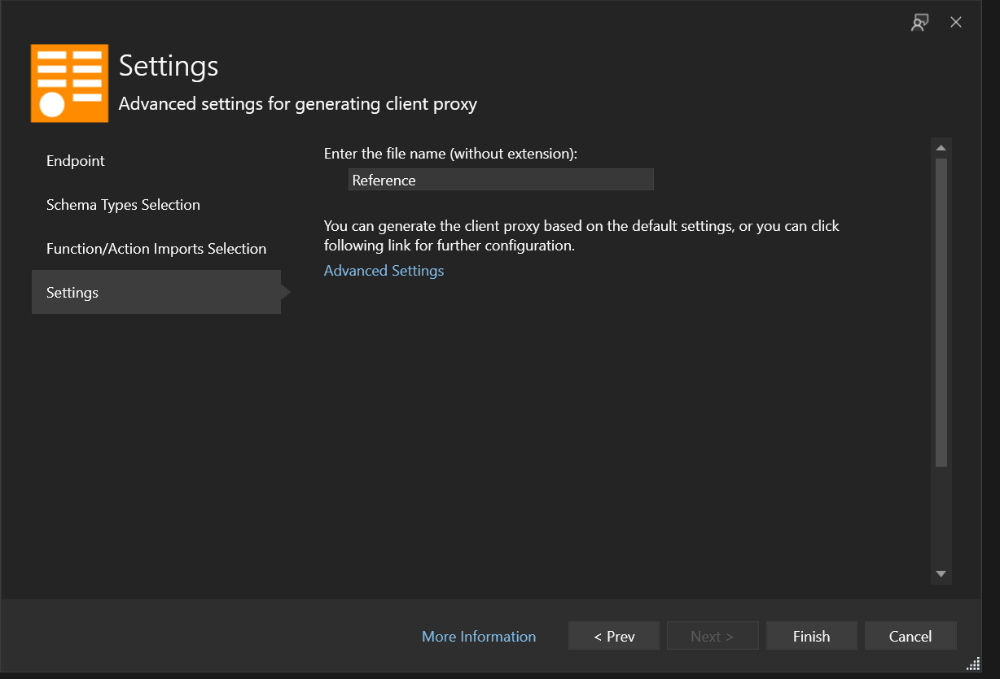 Settings
Advanced settings for generating client proxy
Endpoint
Schema Types Selection
Function/Action Imports Selection
Settings
Enter the file name (without extension):
Reference
You can generate the client proxy based on the default settings, or you can click
following link for further configuration.
Advanced Settings
More Information
< Prev
Next >
Finish
Cancel